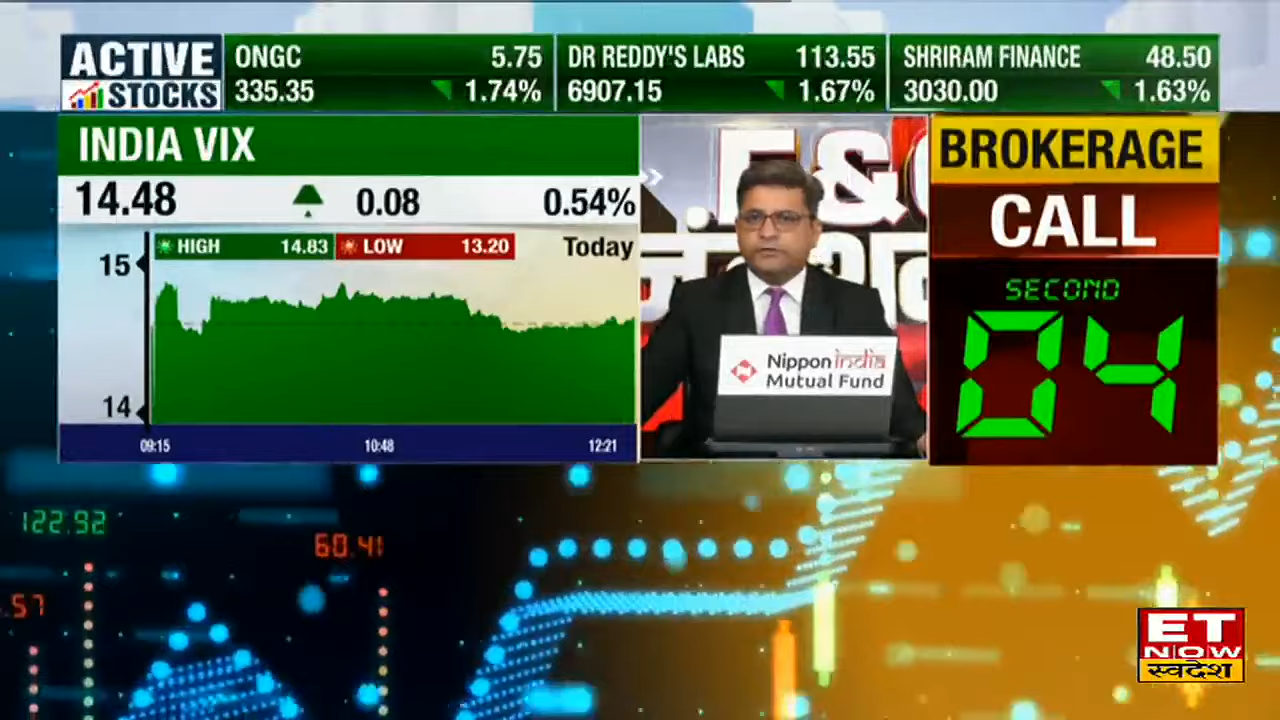 ACTIVE
STOCKS
ONGC 5.75
335.35 1.74%
DR REDDY'S LABS 113.55
6907.15 1.67%
SHRIRAM FINANCE 48.50
3030.00 1.63%
INDIA VIX
14.48 0.08 0.54%
HIGH 14.83 LOW 13.20 Today
15
14
09:15 10:48 12:21
F&O
Nippon india
Mutual Fund
BROKERAGE
CALL
SECOND
04
122.92
60.41
.57
ET
NOW
स्वदेश